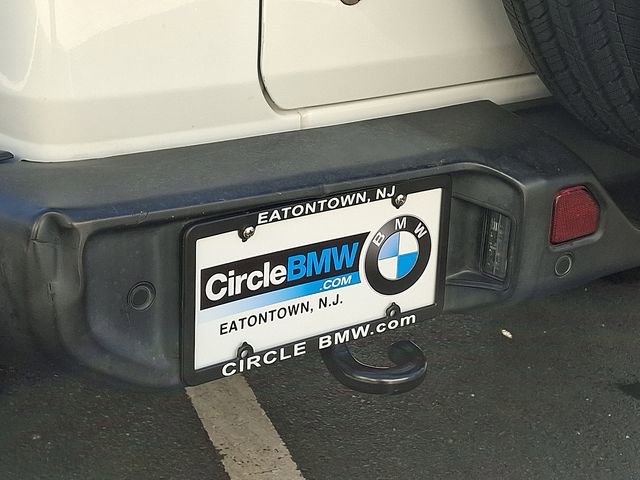 EATONTOWN, NJ
BMW
CircleBMW
.COM
EATONTOWN, N.J.
CIRCLE BMW.com